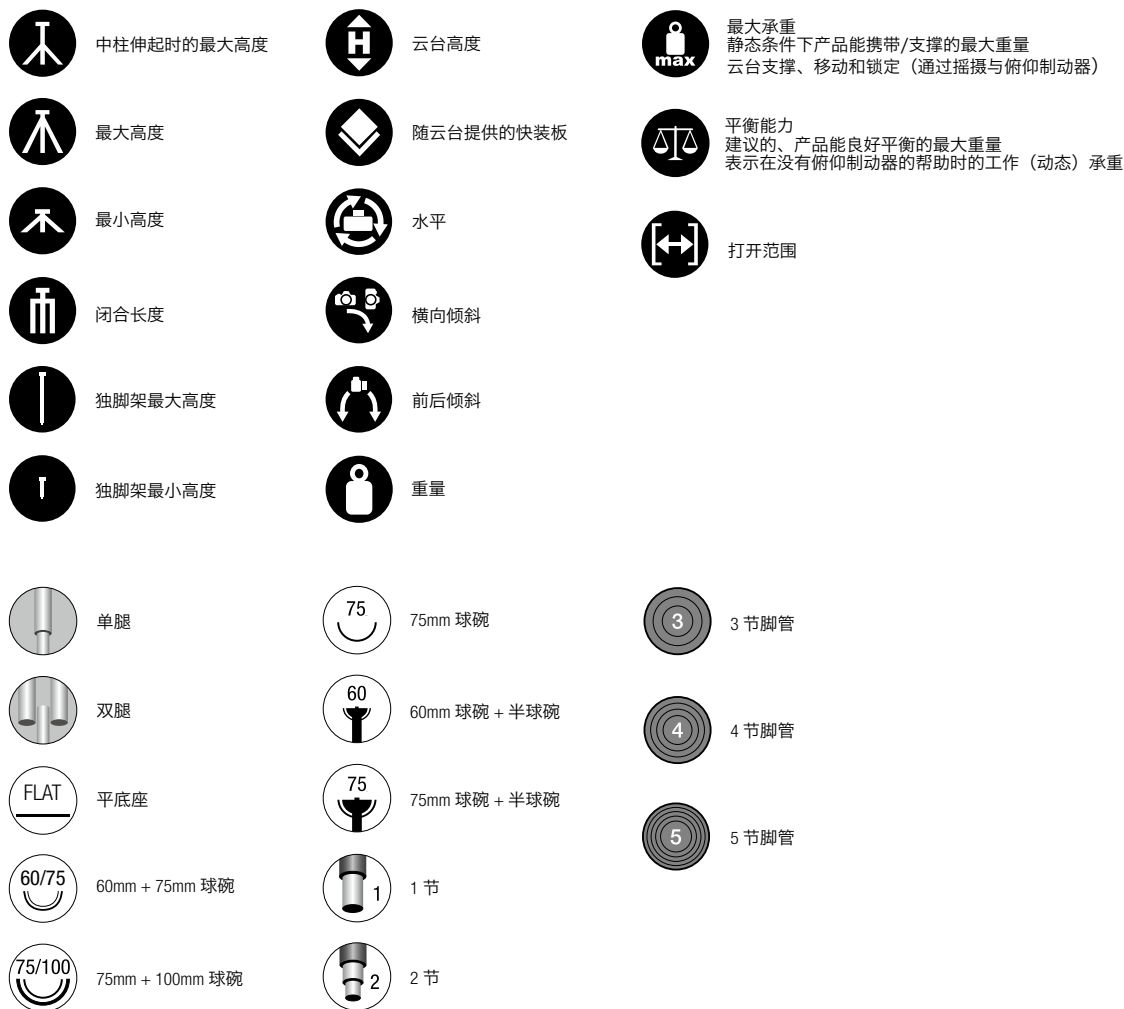 中柱伸起时的最大高度
最大高度
最小高度
闭合长度
独脚架最大高度
独脚架最小高度
H
云台高度
随云台提供的快装板
水平
横向倾斜
前后倾斜
重量
max
最大承重
静态条件下产品能携带/支撑的最大重量
云台支撑、移动和锁定（通过摇摄与俯仰制动器）
平衡能力
建议的、产品能良好平衡的最大重量
表示在没有俯仰制动器的帮助时的工作（动态）承重
打开范围
单腿
双腿
FLAT
平底座
60/75
60mm + 75mm 球碗
75/100
75mm + 100mm 球碗
75
75mm 球碗
60
60mm 球碗 + 半球碗
75
75mm 球碗 + 半球碗
1
1 节
2
2 节
3
3 节脚管
4
4 节脚管
5
5 节脚管